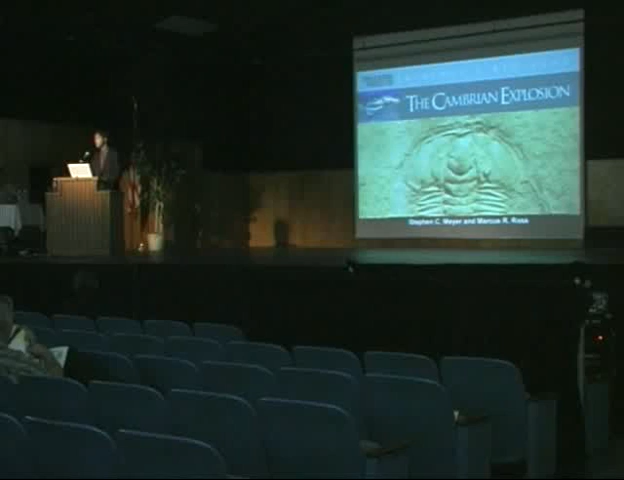 THE CAMBRIAN EXPLOSION
Stephen C. Meyer and Marcus R. Ross